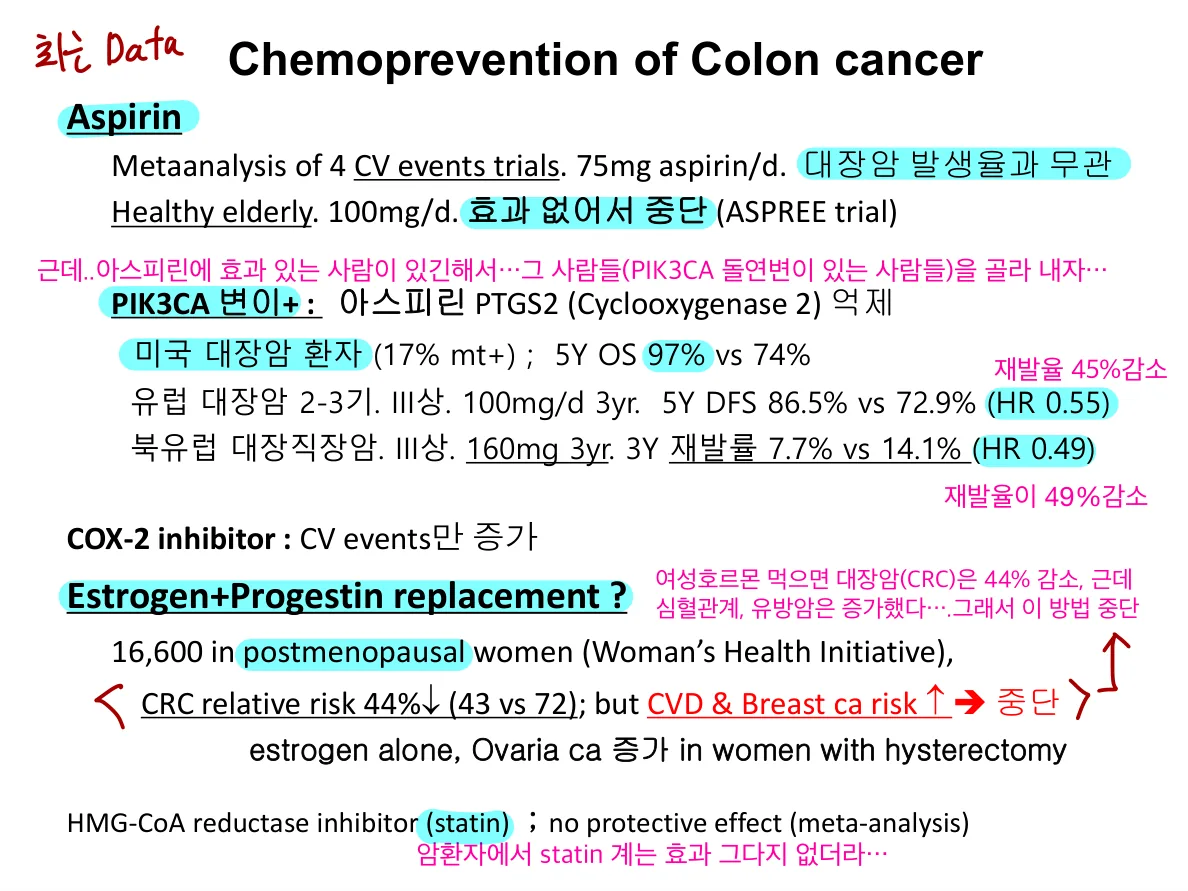 화는 Data
Chemoprevention of Colon cancer
Aspirin
Metaanalysis of 4 CV events trials. 75mg aspirin/d. 대장암 발생율과 무관
Healthy elderly. 100mg/d. 효과 없어서 중단 (ASPREE trial)
근데..아스피린에 효과 있는 사람이 있긴해서…그 사람들(PIK3CA 돌연변이 있는 사람들)을 골라 내자…
PIK3CA 변이+ : 아스피린 PTGS2 (Cyclooxygenase 2) 억제
미국 대장암 환자 (17% mt+) ; 5Y OS 97% vs 74%
재발율 45%감소
유럽 대장암 2-3기. III상. 100mg/d 3yr. 5Y DFS 86.5% vs 72.9% (HR 0.55)
북유럽 대장직장암. III상. 160mg 3yr. 3Y 재발률 7.7% vs 14.1% (HR 0.49)
재발율이 49%감소
COX-2 inhibitor : CV events만 증가
Estrogen+Progestin replacement ?
여성호르몬 먹으면 대장암(CRC)은 44% 감소, 근데
심혈관계, 유방암은 증가했다….그래서 이 방법 중단
16,600 in postmenopausal women (Woman’s Health Initiative),
CRC relative risk 44%↓ (43 vs 72); but CVD & Breast ca risk ↑ ➔ 중단
estrogen alone, Ovaria ca 증가 in women with hysterectomy
HMG-CoA reductase inhibitor (statin) ; no protective effect (meta-analysis)
암환자에서 statin 계는 효과 그다지 없더라…